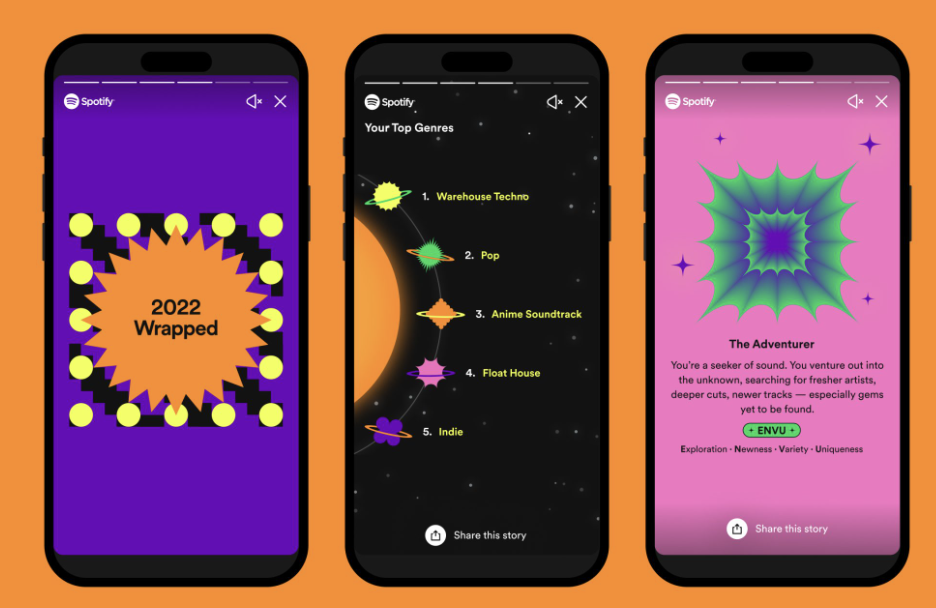 Spotify
2022
Wrapped
Spotify
Your Top Genres
1. Warehouse Techno
2. Pop
3. Anime Soundtrack
4. Float House
5. Indie
Share this story
Spotify
The Adventurer
You're a seeker of sound. You venture out into
the unknown, searching for fresher artists,
deeper cuts, newer tracks — especially gems
yet to be found.
ENVU
Exploration · Newness · Variety · Uniqueness
Share this story